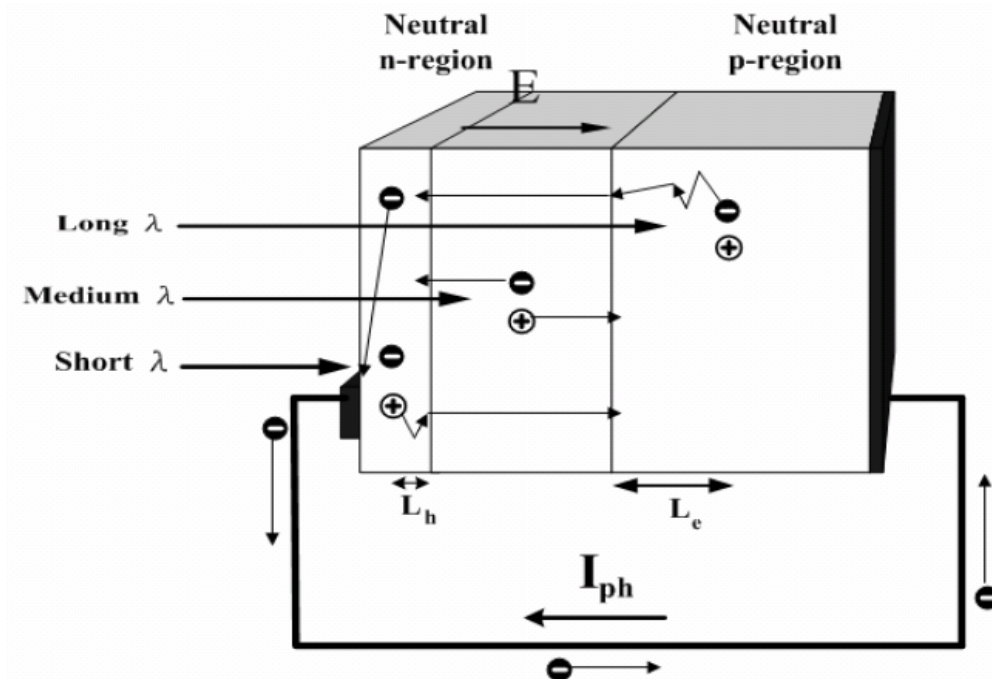 Neutral
n-region
Neutral
p-region
E
Long λ
Medium λ
Short λ
L_h
L_e
I_ph